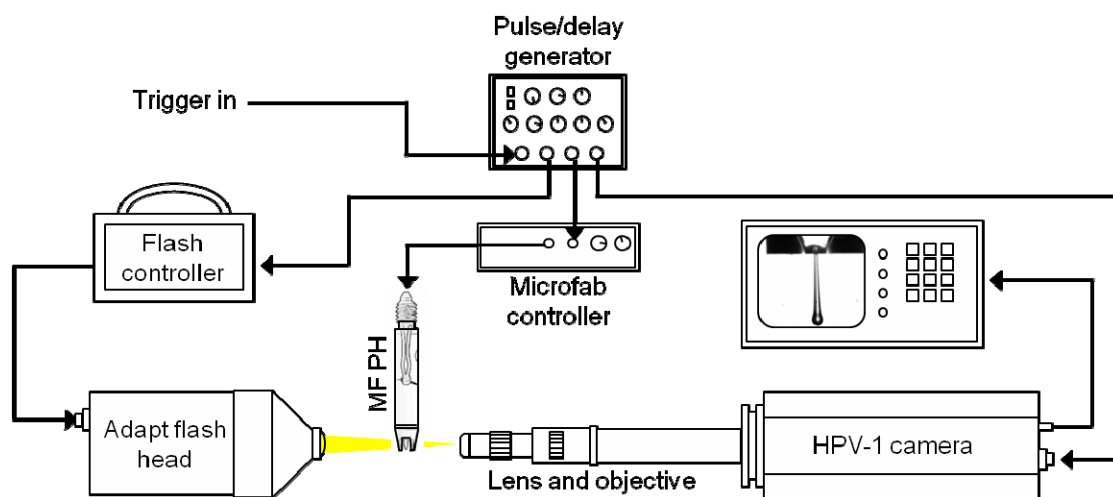 Pulse/delay
generator
Trigger in
Flash
controller
Microfab
controller
MF PH
Adapt flash
head
HPV-1 camera
Lens and objective